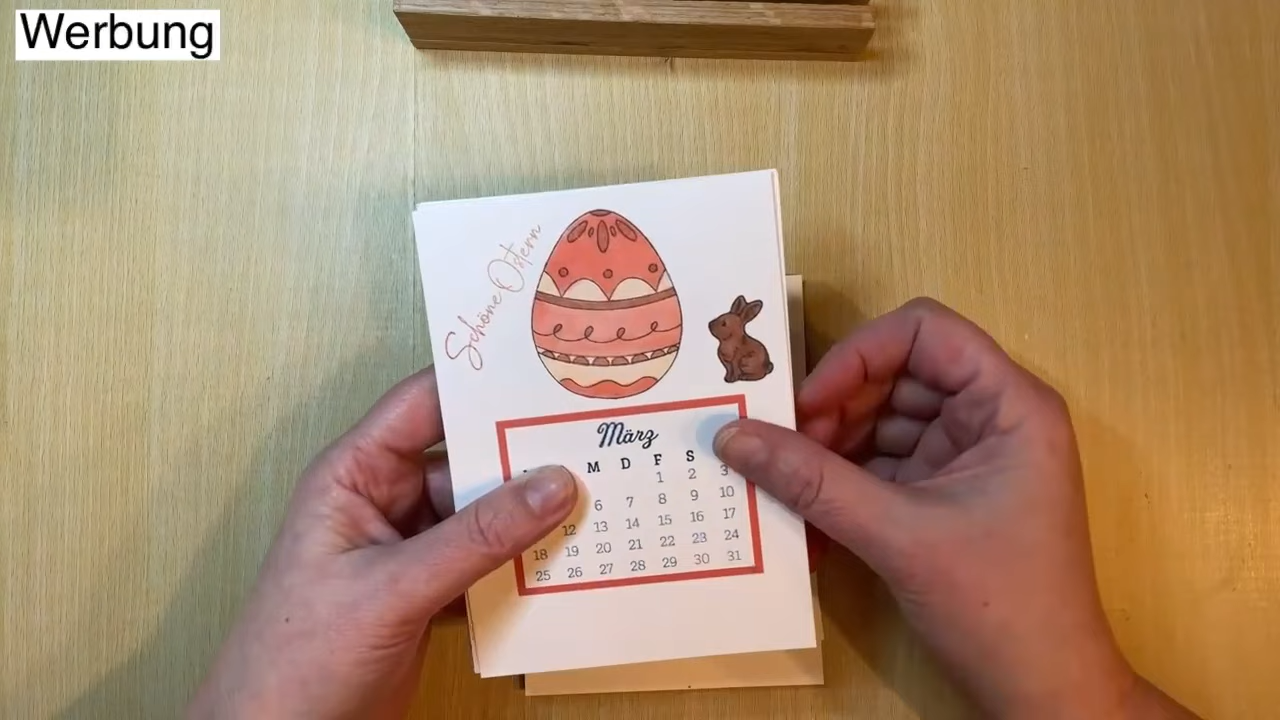 Werbung
Schöne Ostern
März
M D F S
1 2 3
6 7 8 9 10
12 13 14 15 16 17
18 19 20 21 22 23 24
25 26 27 28 29 30 31